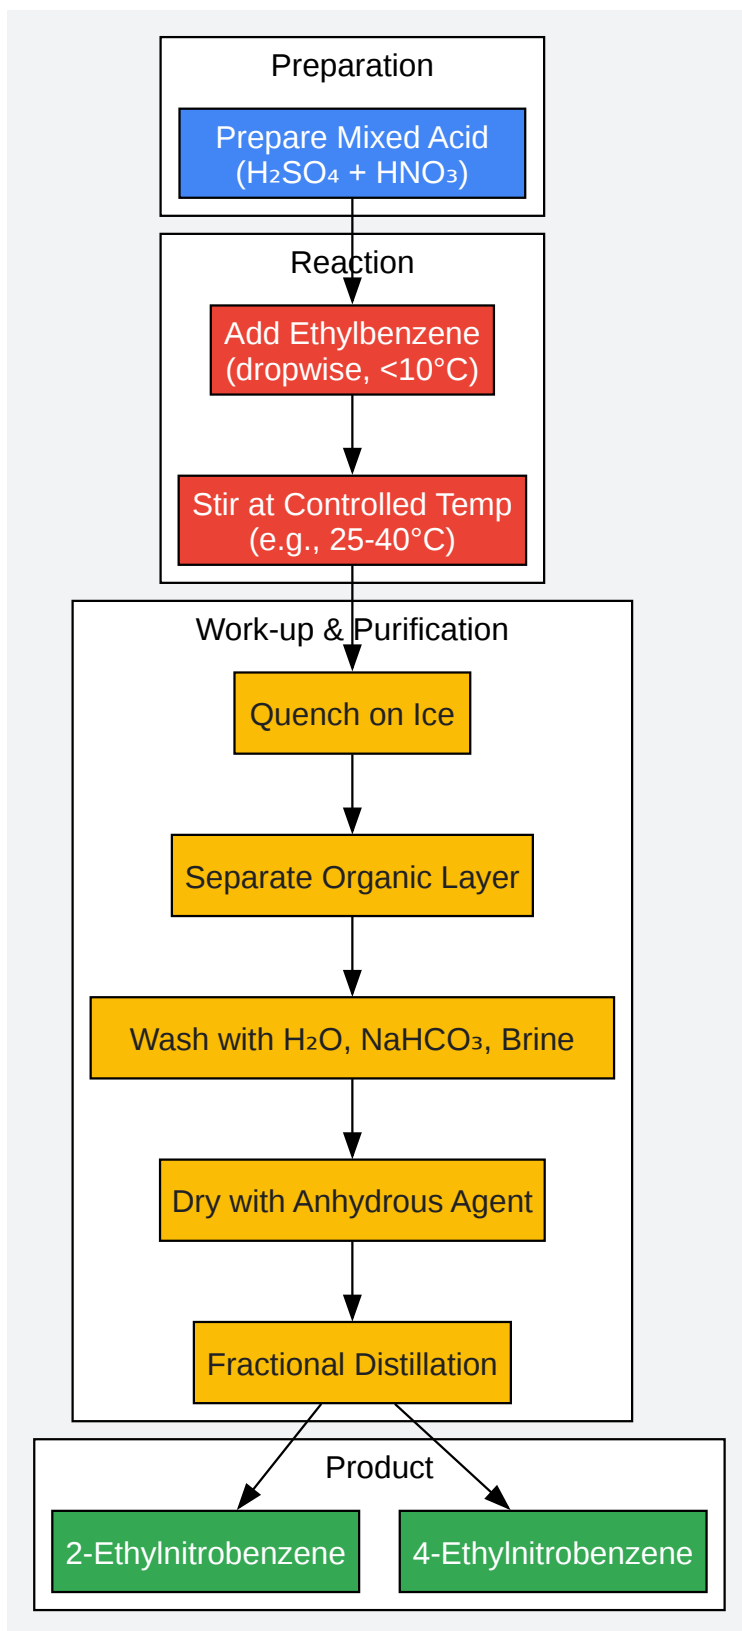 Preparation
Prepare Mixed Acid
(H₂SO₄ + HNO₃)
Reaction
Add Ethylbenzene
(dropwise, <10°C)
Stir at Controlled Temp
(e.g., 25-40°C)
Work-up & Purification
Quench on Ice
Separate Organic Layer
Wash with H₂O, NaHCO₃, Brine
Dry with Anhydrous Agent
Fractional Distillation
Product
2-Ethylnitrobenzene
4-Ethylnitrobenzene